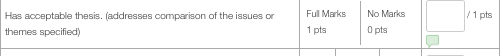 Has acceptable thesis. (addresses comparison of the issues or
themes specified)
Full Marks
1 pts
No Marks
0 pts
/ 1 pts